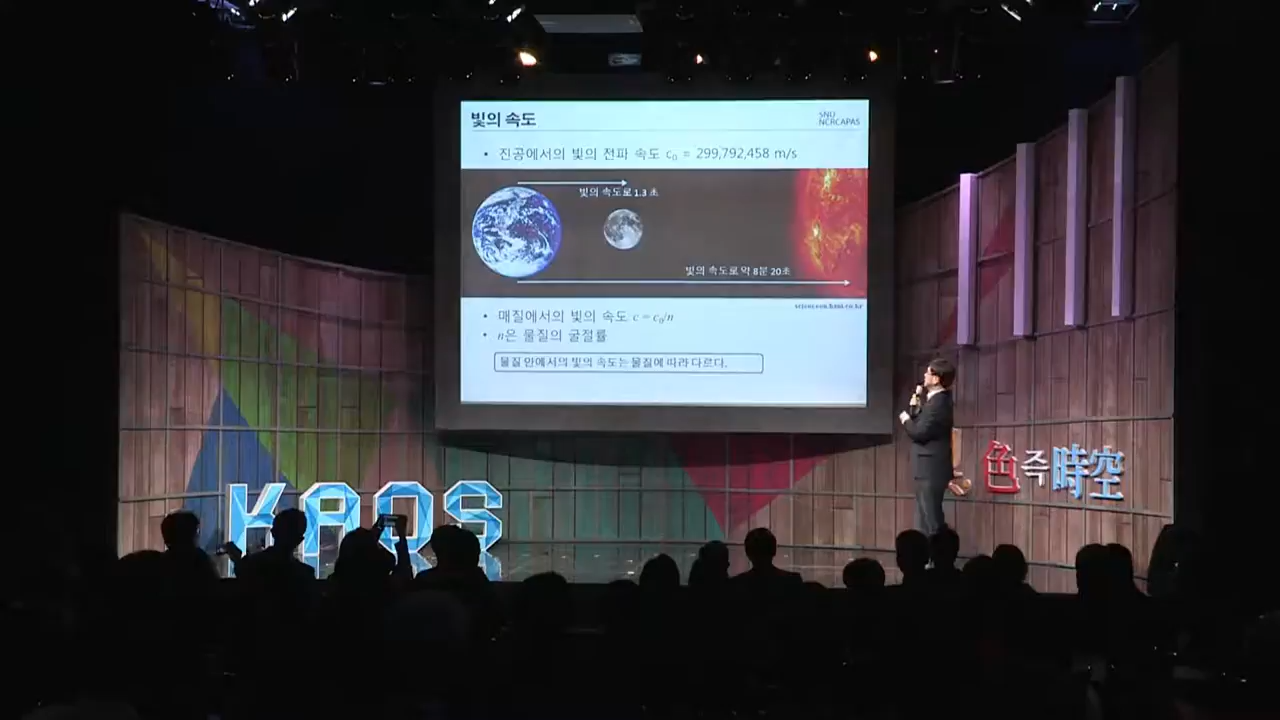 빛의 속도
SNU
NCRCAPAS
• 진공에서의 빛의 전파 속도 c₀ = 299,792,458 m/s
빛의 속도로 1.3 초
빛의 속도로 약 8분 20초
• 매질에서의 빛의 속도 c = c₀/n
• n은 물질의 굴절률
물질 안에서의 빛의 속도는 물질에 따라 다르다.
色즉時空
KAOS